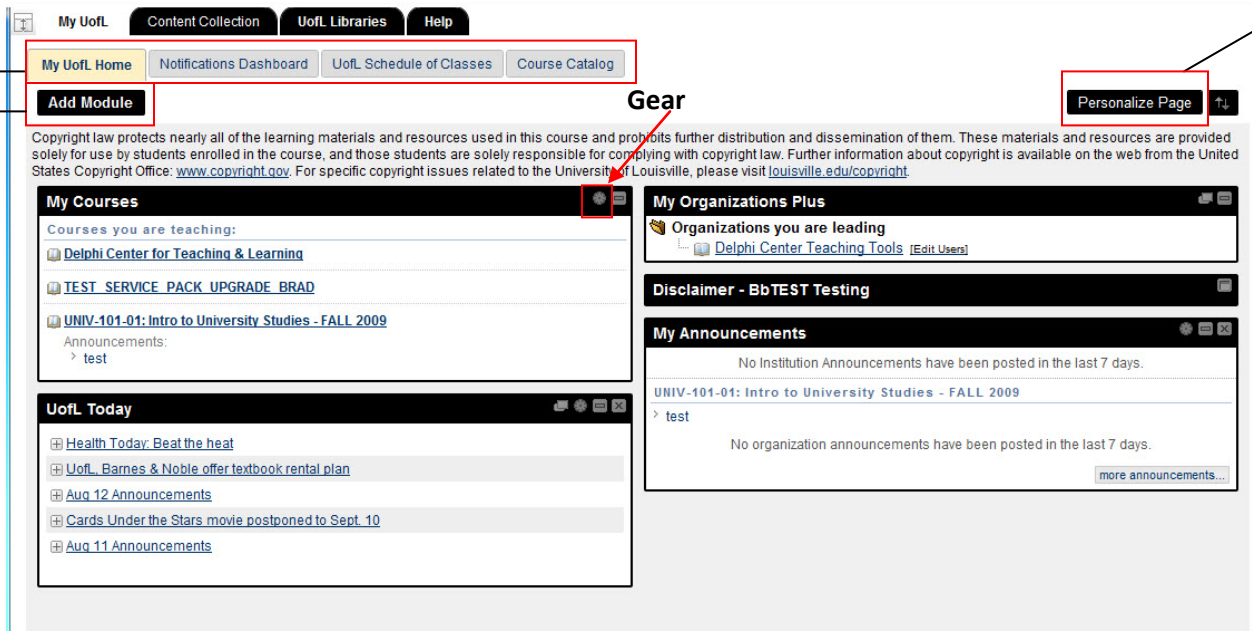 My UofL Content Collection UofL Libraries Help
My UofL Home Notifications Dashboard UofL Schedule of Classes Course Catalog
Add Module Gear Personalize Page
Copyright law protects nearly all of the learning materials and resources used in this course and prohibits further distribution and dissemination of them. These materials and resources are provided
solely for use by students enrolled in the course, and those students are solely responsible for complying with copyright law. Further information about copyright is available on the web from the United
States Copyright Office: www.copyright.gov. For specific copyright issues related to the University of Louisville, please visit louisville.edu/copyright.
My Courses
Courses you are teaching:
Delphi Center for Teaching & Learning
TEST_SERVICE_PACK_UPGRADE_BRAD
UNIV-101-01: Intro to University Studies - FALL 2009
Announcements:
test
UofL Today
Health Today: Beat the heat
UofL, Barnes & Noble offer textbook rental plan
Aug 12 Announcements
Cards Under the Stars movie postponed to Sept. 10
Aug 11 Announcements
My Organizations Plus
Organizations you are leading
Delphi Center Teaching Tools [Edit Users]
Disclaimer - BbTEST Testing
My Announcements
No Institution Announcements have been posted in the last 7 days.
UNIV-101-01: Intro to University Studies - FALL 2009
test
No organization announcements have been posted in the last 7 days.
more announcements...